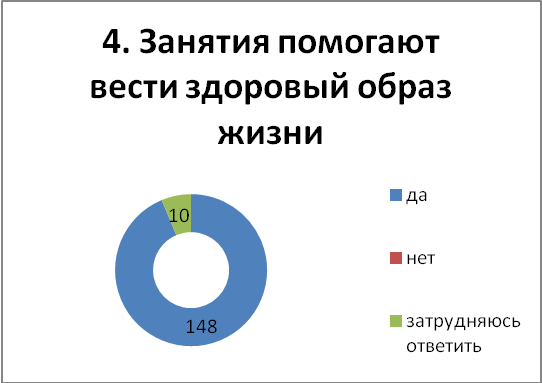 4. Занятия помогают
вести здоровый образ
жизни
10
148
да
нет
затрудняюсь
ответить